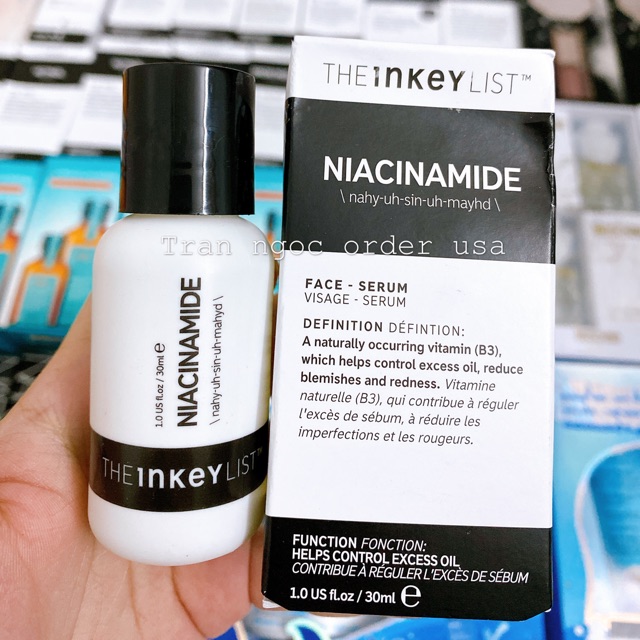 THE INKEY LIST™
NIACINAMIDE
\ nahy-uh-sin-uh-mayhd \
Tran ngoc order usa
FACE - SERUM
VISAGE - SERUM
DEFINITION DÉFINTION:
A naturally occurring vitamin (B3),
which helps control excess oil, reduce
blemishes and redness. Vitamine
naturelle (B3), qui contribue à réguler
l'excès de sébum, à réduire les
imperfections et les rougeurs.
FUNCTION FONCTION:
HELPS CONTROL EXCESS OIL
CONTRIBUE À RÉGULER L'EXCÈS DE SÉBUM
1.0 US fl.oz / 30ml e
1.0 US fl.oz / 30ml e
NIACINAMIDE
\ nahy-uh-sin-uh-mahyd \
THE INKEY LIST™